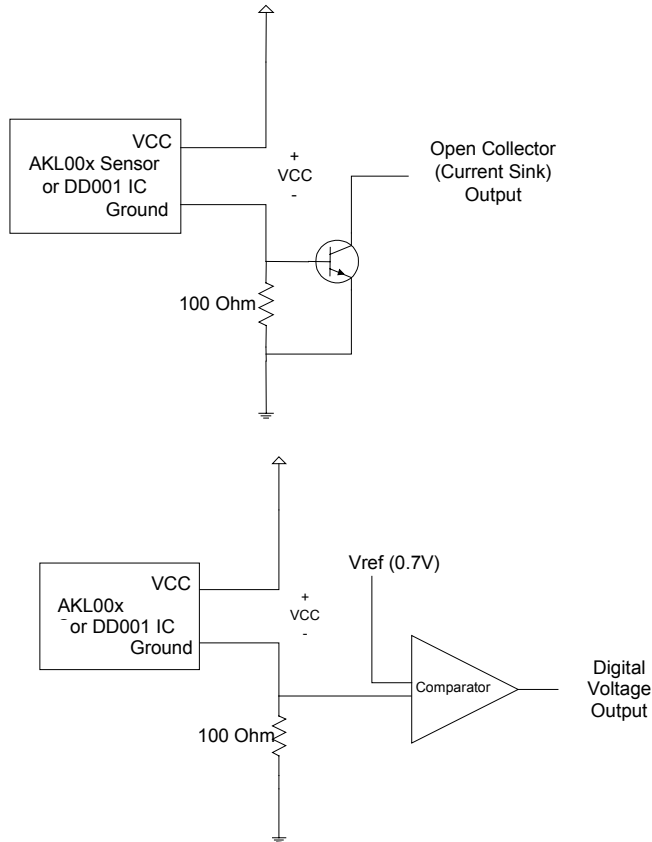 VCC
AKL00x Sensor
or DD001 IC
Ground
+
VCC
-
Open Collector
(Current Sink)
Output
100 Ohm
Vref (0.7V)
VCC
AKL00x
or DD001 IC
Ground
+
VCC
-
Comparator
Digital
Voltage
Output
100 Ohm